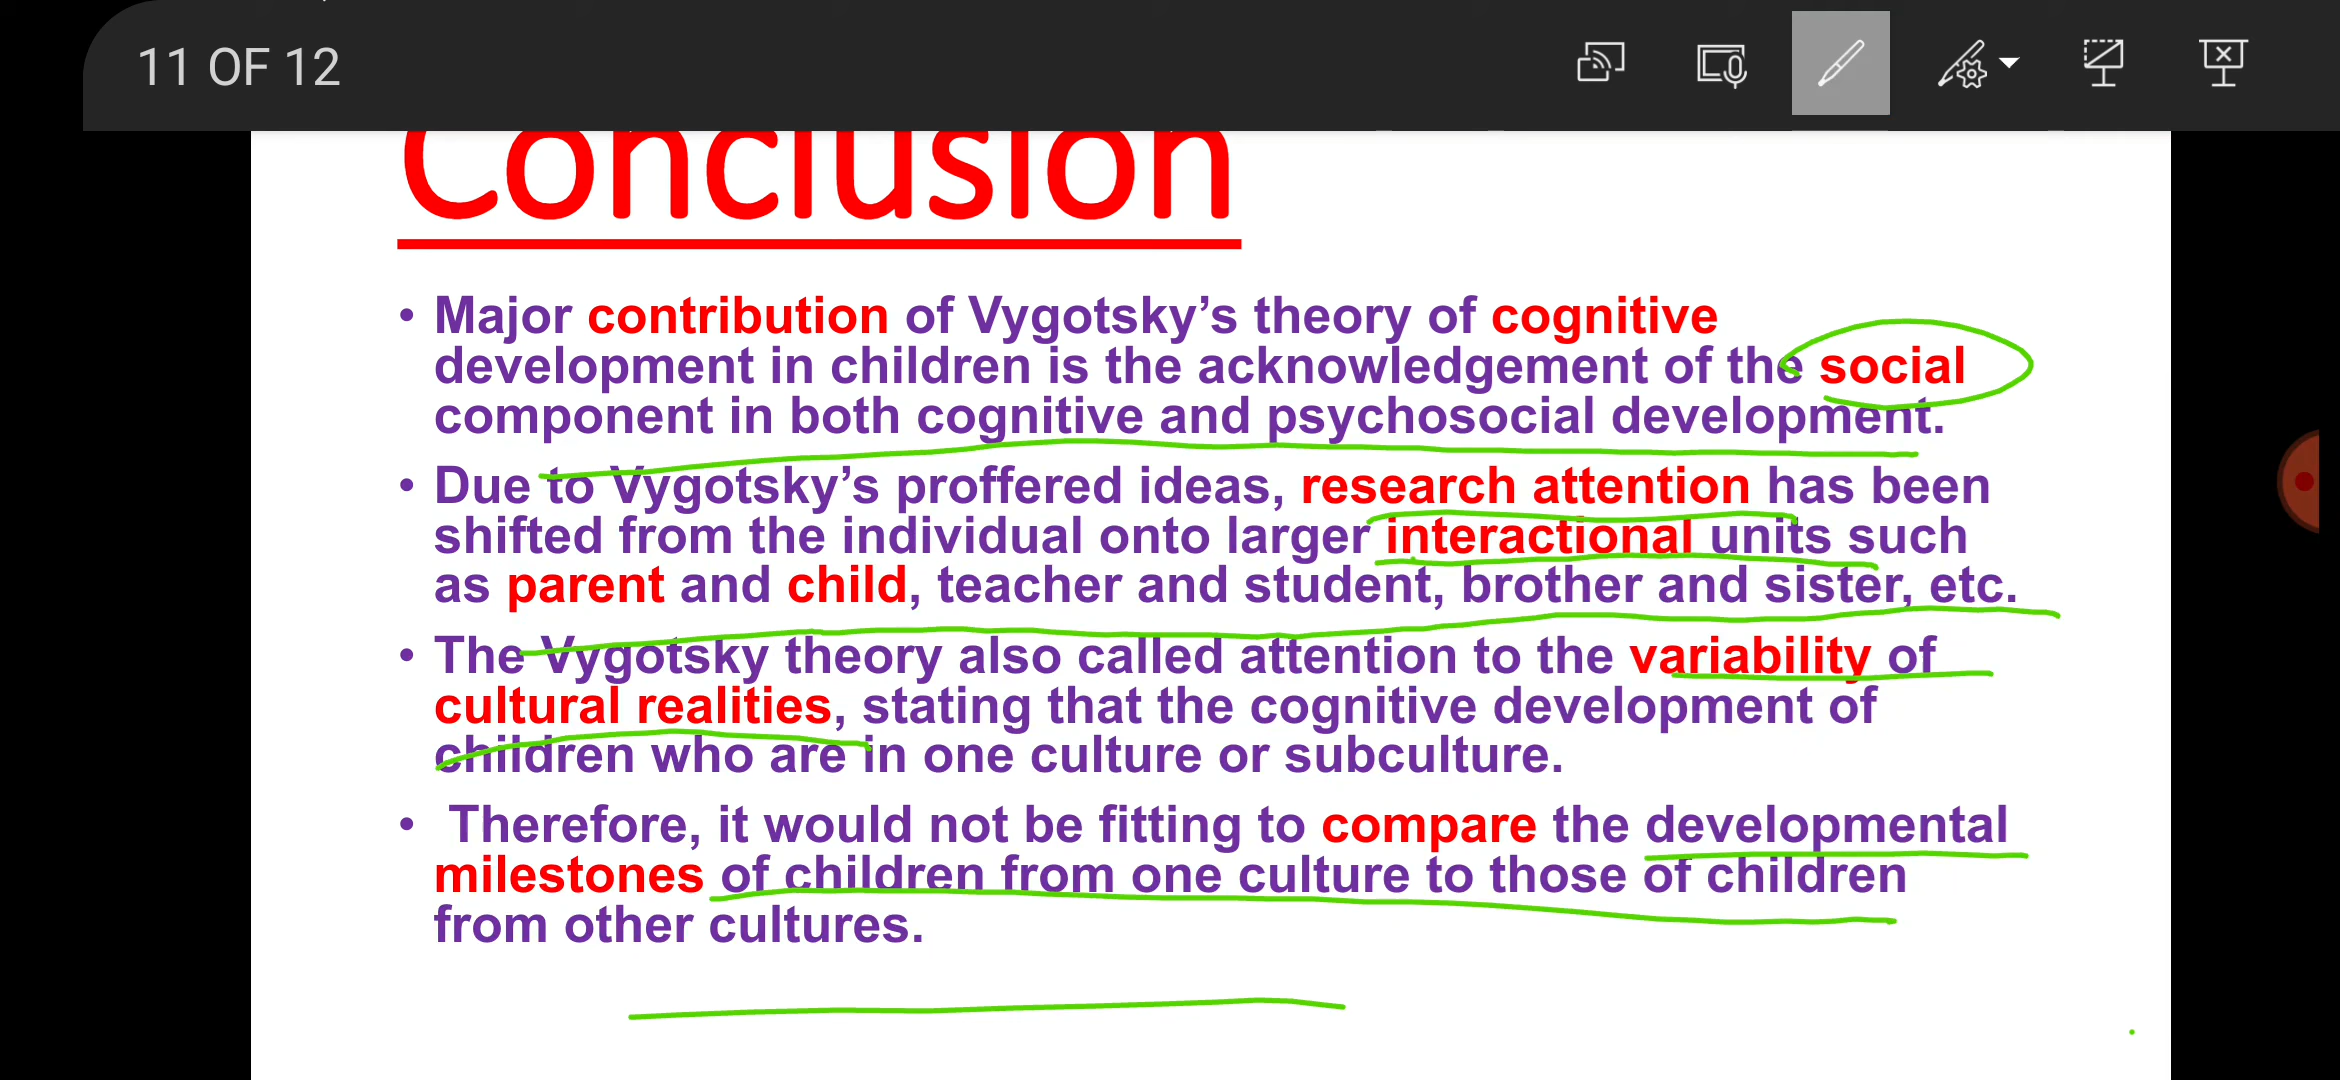 11 OF 12
Conclusion
• Major contribution of Vygotsky’s theory of cognitive
development in children is the acknowledgement of the social
component in both cognitive and psychosocial development.
• Due to Vygotsky’s proffered ideas, research attention has been
shifted from the individual onto larger interactional units such
as parent and child, teacher and student, brother and sister, etc.
• The Vygotsky theory also called attention to the variability of
cultural realities, stating that the cognitive development of
children who are in one culture or subculture.
• Therefore, it would not be fitting to compare the developmental
milestones of children from one culture to those of children
from other cultures.